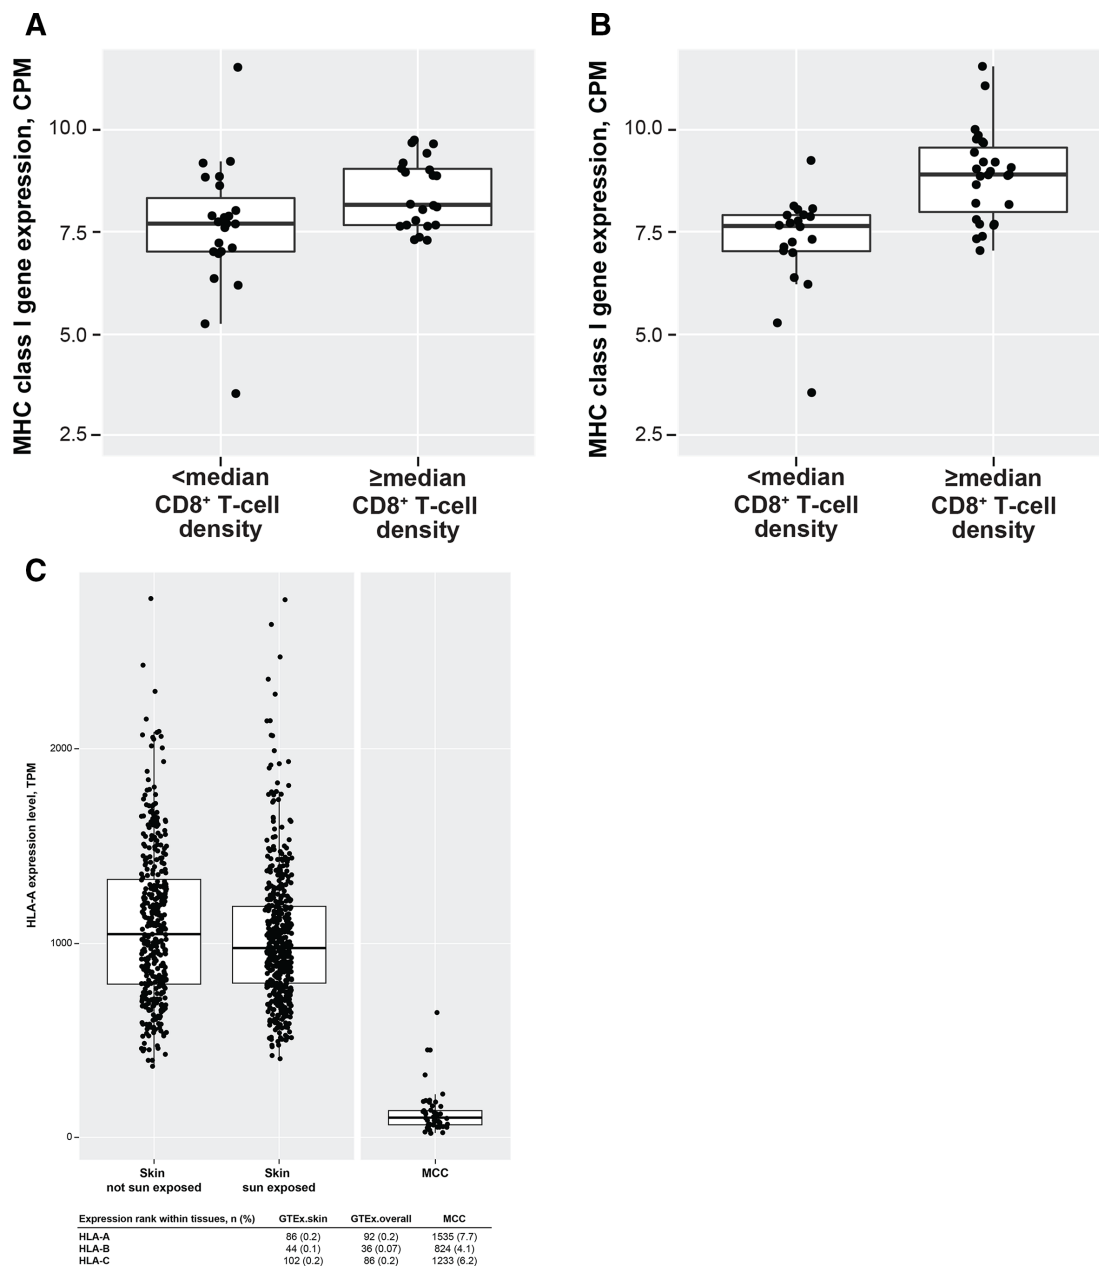 A
MHC class I gene expression, CPM
10.0
7.5
5.0
2.5
<median
CD8⁺ T-cell
density
≥median
CD8⁺ T-cell
density
B
MHC class I gene expression, CPM
10.0
7.5
5.0
2.5
<median
CD8⁺ T-cell
density
≥median
CD8⁺ T-cell
density
C
HLA-A expression level, TPM
2000
1000
0
Skin
not sun exposed
Skin
sun exposed
MCC
Expression rank within tissues, n (%) GTEx.skin GTEx.overall MCC
HLA-A 86 (0.2) 92 (0.2) 1535 (7.7)
HLA-B 44 (0.1) 36 (0.07) 824 (4.1)
HLA-C 102 (0.2) 86 (0.2) 1233 (6.2)